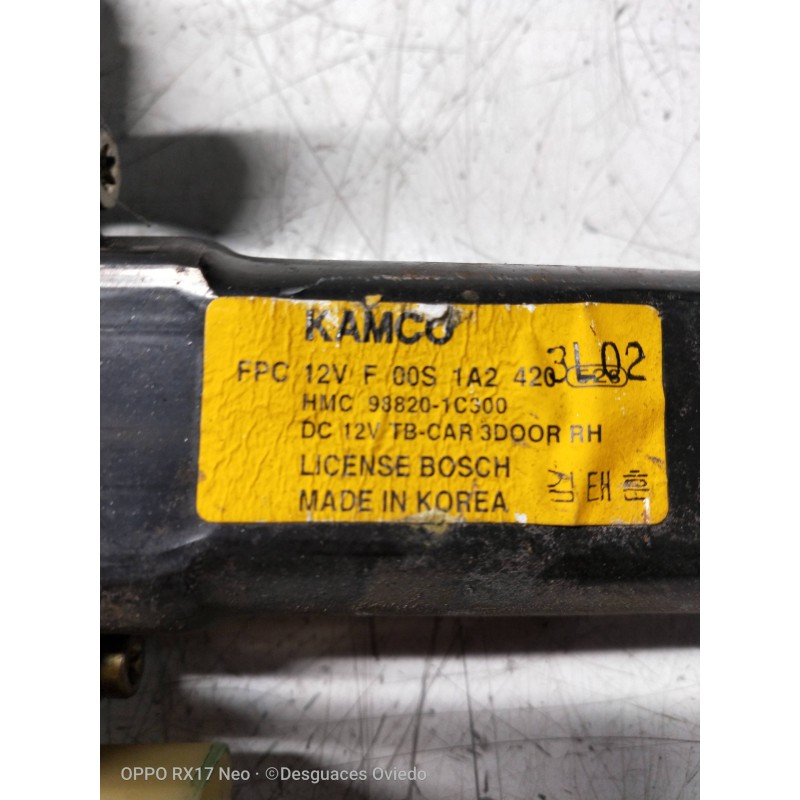 KAMCO
3L02
FPC 12V F 00S 1A2 420
HMC 98820-1C300
DC 12V TB-CAR 3DOOR RH
LICENSE BOSCH
MADE IN KOREA 김태흠
OPPO RX17 Neo · ©Desguaces Oviedo